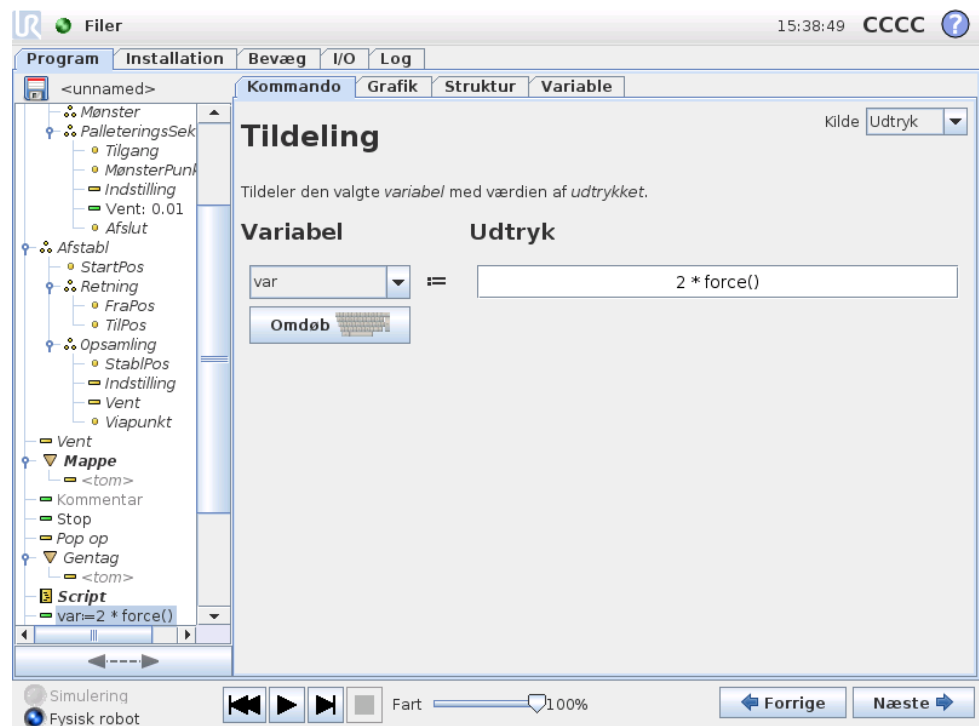 UR Filer 15:38:49 CCCC ?
Program Installation Bevæg I/O Log
<unnamed>
Kommando Grafik Struktur Variable
Mønster
PalleteringsSek
Tilgang
MønsterPunk
Indstilling
Vent: 0.01
Afslut
Afstabl
StartPos
Retning
FraPos
TilPos
Opsamling
StablPos
Indstilling
Vent
Viapunkt
Vent
Mappe
<tom>
Kommentar
Stop
Pop op
Gentag
<tom>
Script
var:=2 * force()
Tildeling
Kilde Udtryk
Tildeler den valgte variabel med værdien af udtrykket.
Variabel Udtryk
var := 2 * force()
Omdøb
Simulering
Fysisk robot
Fart 100%
Forrige Næste